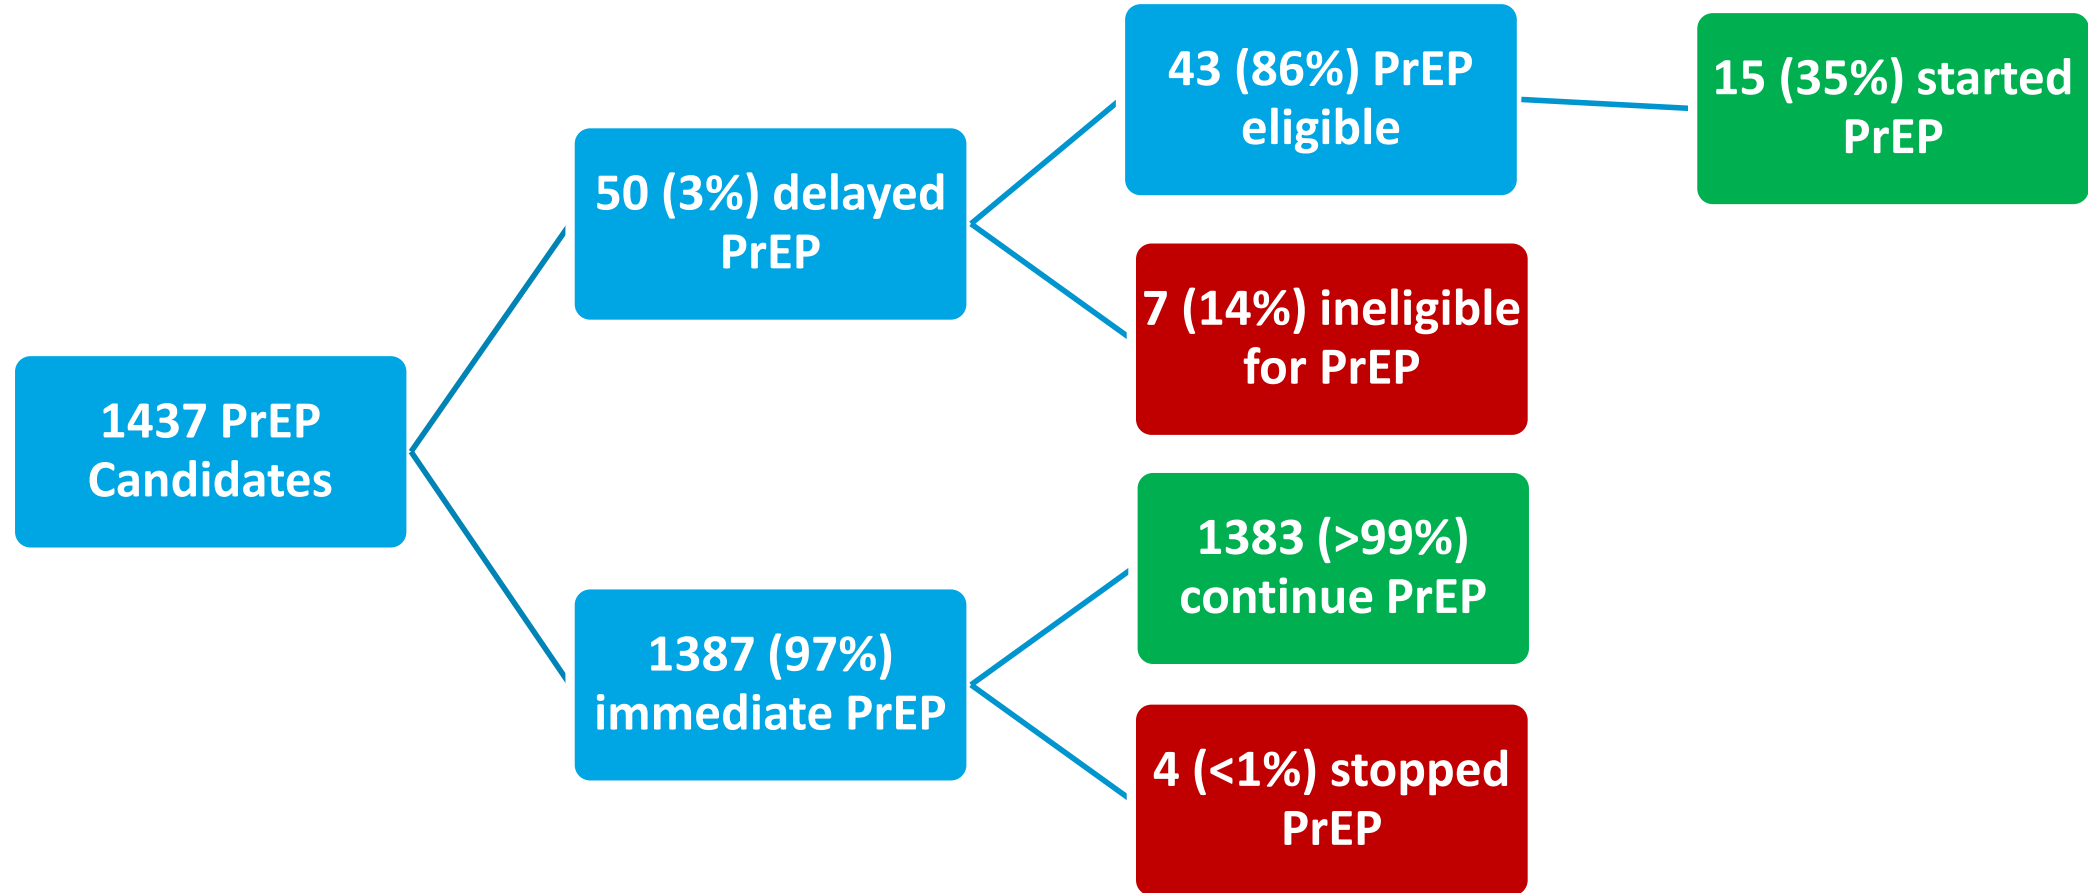 1437 PrEP
Candidates
50 (3%) delayed
PrEP
43 (86%) PrEP
eligible
15 (35%) started
PrEP
7 (14%) ineligible
for PrEP
1387 (97%)
immediate PrEP
1383 (>99%)
continue PrEP
4 (<1%) stopped
PrEP